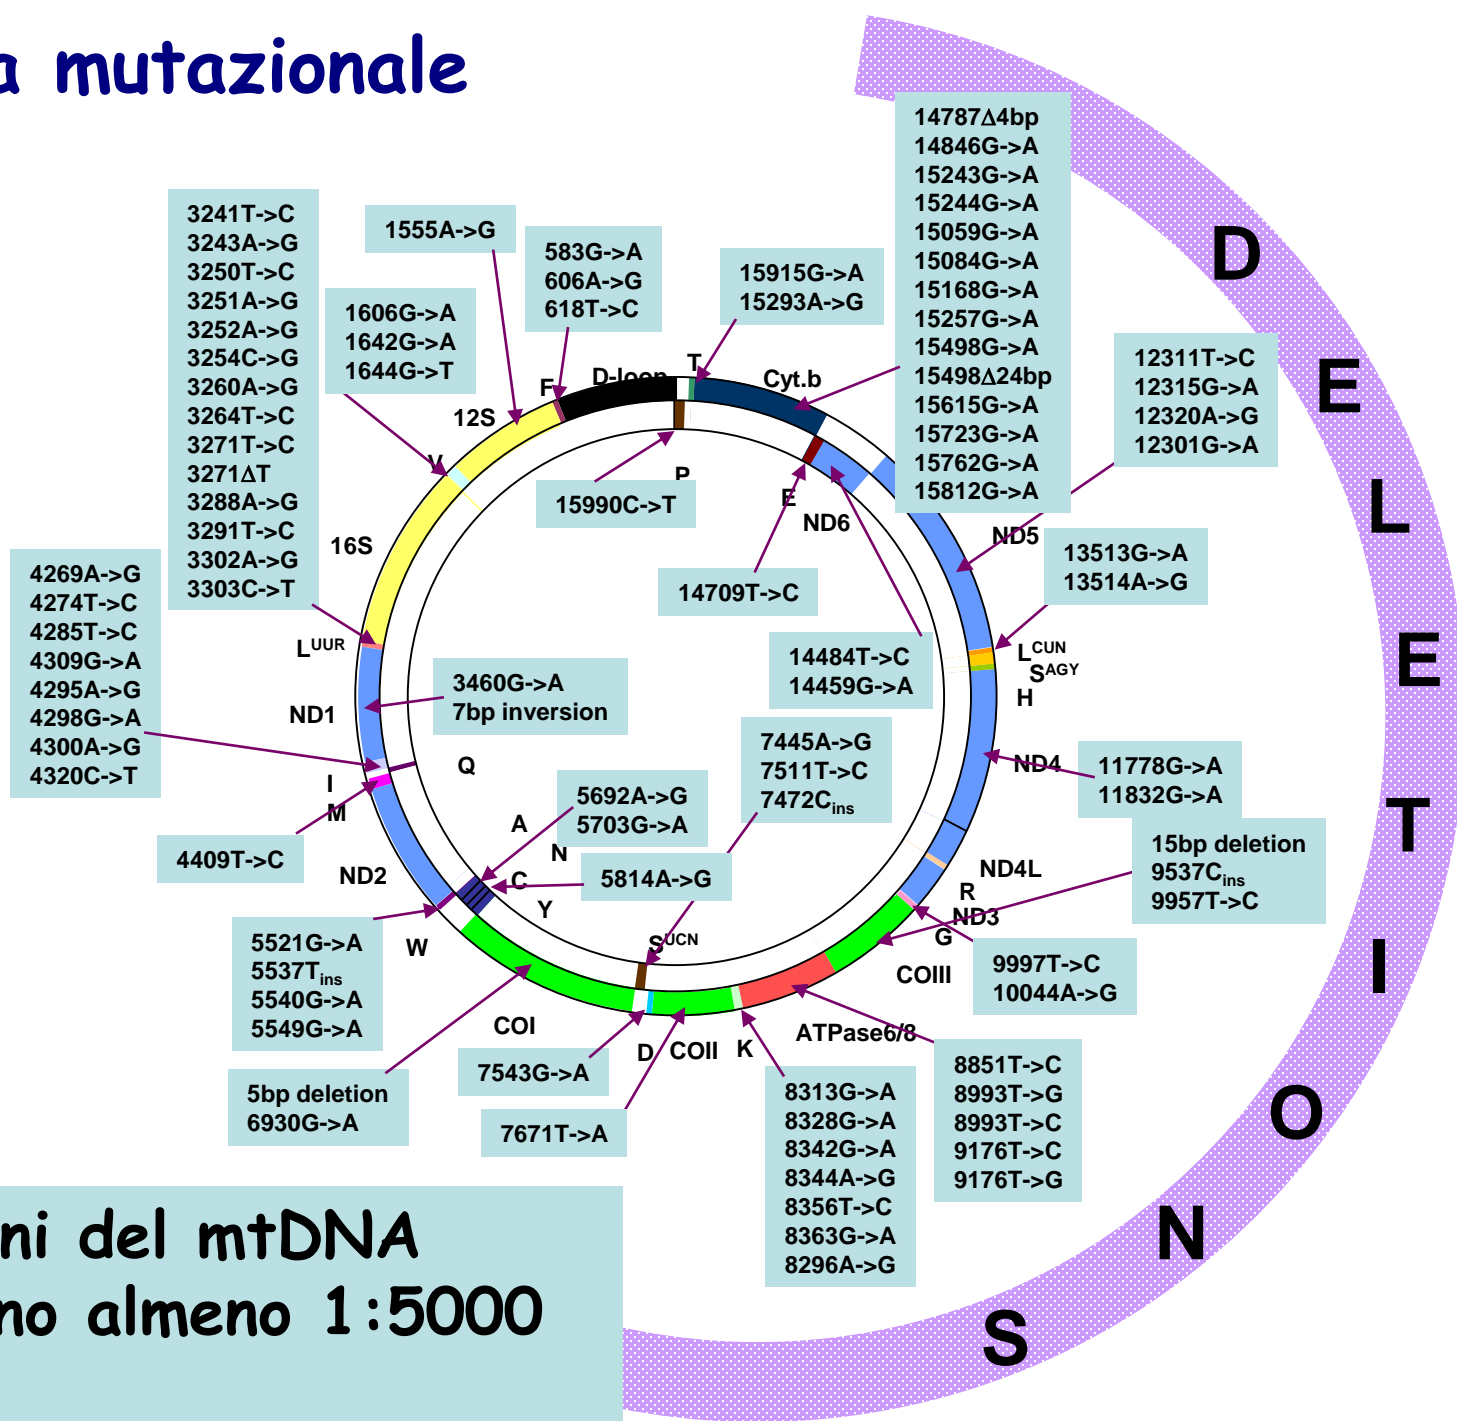 a mutazionale
14787Δ4bp
14846G->A
15243G->A
15244G->A
15059G->A
15084G->A
15168G->A
15257G->A
15498G->A
15498Δ24bp
15615G->A
15723G->A
15762G->A
15812G->A
3241T->C
3243A->G
3250T->C
3251A->G
3252A->G
3254C->G
3260A->G
3264T->C
3271T->C
3271ΔT
3288A->G
3291T->C
3302A->G
3303C->T
1555A->G
583G->A
606A->G
618T->C
15915G->A
15293A->G
1606G->A
1642G->A
1644G->T
12311T->C
12315G->A
12320A->G
12301G->A
T
D-loop
Cyt.b
F
12S
V
P
15990C->T
E
ND6
ND5
16S
13513G->A
13514A->G
4269A->G
4274T->C
4285T->C
4309G->A
4295A->G
4298G->A
4300A->G
4320C->T
14709T->C
LUUR
14484T->C
14459G->A
LCUN
SAGY
H
3460G->A
7bp inversion
ND1
7445A->G
7511T->C
7472Cins
Q
I
M
ND4
11778G->A
11832G->A
5692A->G
5703G->A
A
N
C
Y
4409T->C
5814A->G
15bp deletion
9537Cins
9957T->C
ND2
ND4L
R
ND3
G
W
SUCN
COIII
5521G->A
5537Tins
5540G->A
5549G->A
9997T->C
10044A->G
COI
D
COII
K
ATPase6/8
7543G->A
5bp deletion
6930G->A
7671T->A
8313G->A
8328G->A
8342G->A
8344A->G
8356T->C
8363G->A
8296A->G
8851T->C
8993T->G
8993T->C
9176T->C
9176T->G
DELETIONS
ni del mtDNA
no almeno 1:5000